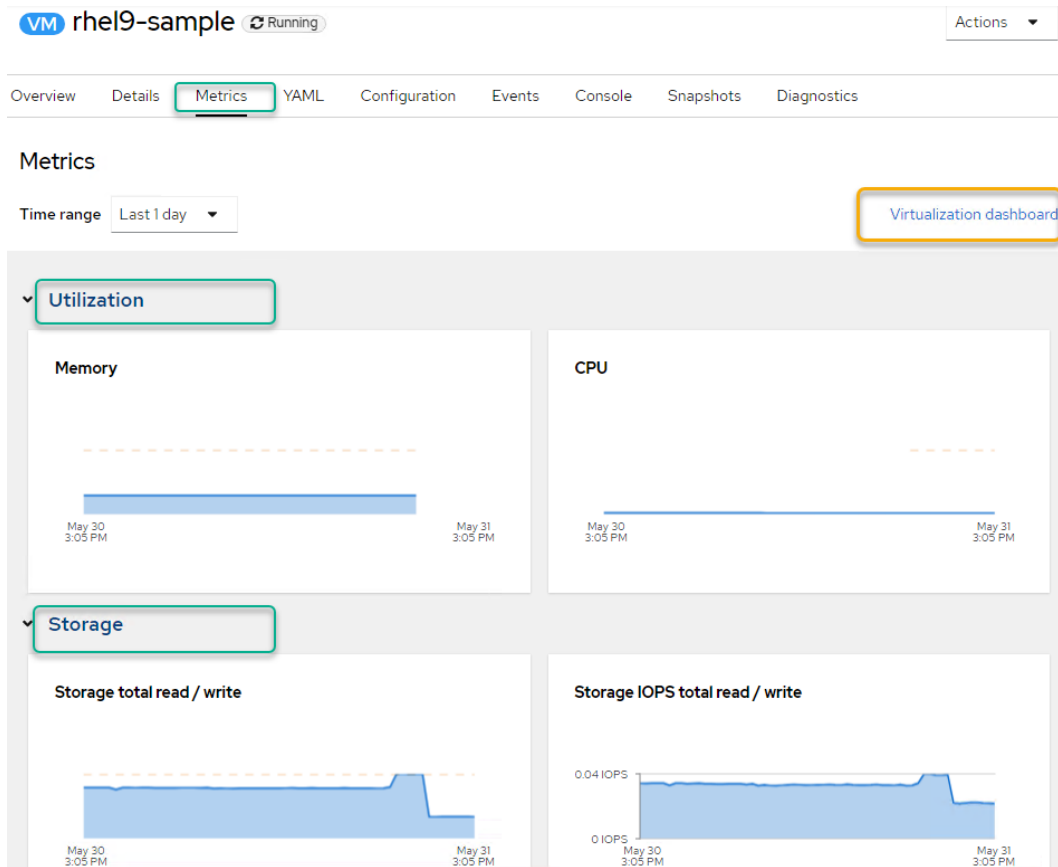 VM rhel9-sample Running
Actions
Overview Details Metrics YAML Configuration Events Console Snapshots Diagnostics
Metrics
Time range Last 1 day
Virtualization dashboard
Utilization
Memory
CPU
May 30
3:05 PM
May 31
3:05 PM
May 30
3:05 PM
May 31
3:05 PM
Storage
Storage total read / write
Storage IOPS total read / write
0.04 IOPS
0 IOPS
May 30
3:05 PM
May 31
3:05 PM
May 30
3:05 PM
May 31
3:05 PM